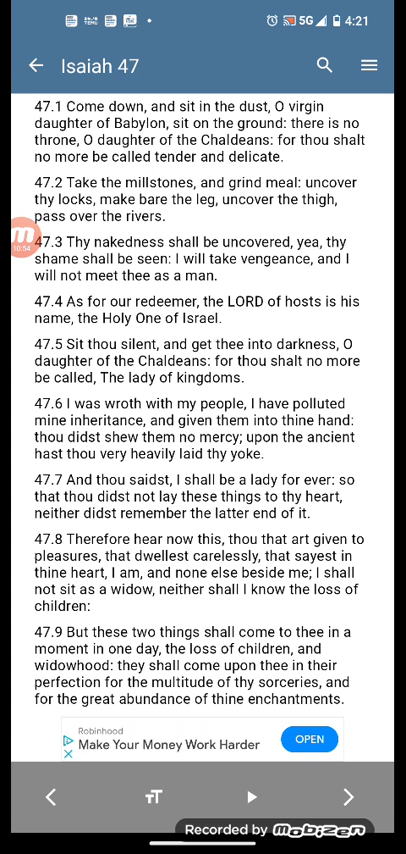 5G 4:21
Isaiah 47
47.1 Come down, and sit in the dust, O virgin
daughter of Babylon, sit on the ground: there is no
throne, O daughter of the Chaldeans: for thou shalt
no more be called tender and delicate.
47.2 Take the millstones, and grind meal: uncover
thy locks, make bare the leg, uncover the thigh,
pass over the rivers.
47.3 Thy nakedness shall be uncovered, yea, thy
shame shall be seen: I will take vengeance, and I
will not meet thee as a man.
10:54
47.4 As for our redeemer, the LORD of hosts is his
name, the Holy One of Israel.
47.5 Sit thou silent, and get thee into darkness, O
daughter of the Chaldeans: for thou shalt no more
be called, The lady of kingdoms.
47.6 I was wroth with my people, I have polluted
mine inheritance, and given them into thine hand:
thou didst shew them no mercy; upon the ancient
hast thou very heavily laid thy yoke.
47.7 And thou saidst, I shall be a lady for ever: so
that thou didst not lay these things to thy heart,
neither didst remember the latter end of it.
47.8 Therefore hear now this, thou that art given to
pleasures, that dwellest carelessly, that sayest in
thine heart, I am, and none else beside me; I shall
not sit as a widow, neither shall I know the loss of
children:
47.9 But these two things shall come to thee in a
moment in one day, the loss of children, and
widowhood: they shall come upon thee in their
perfection for the multitude of thy sorceries, and
for the great abundance of thine enchantments.
Robinhood
Make Your Money Work Harder
OPEN
TT
Recorded by Mobizen